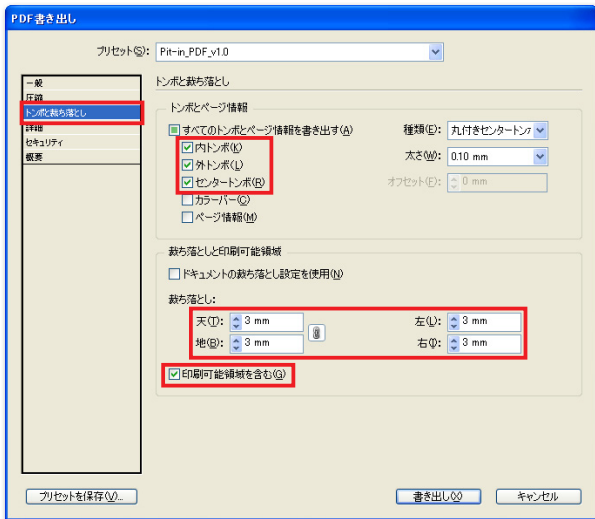 PDF書き出し
プリセット(S): Pit-in_PDF_v1.0
一般
圧縮
トンボと裁ち落とし
詳細
セキュリティ
概要
トンボと裁ち落とし
トンボとページ情報
すべてのトンボとページ情報を書き出す(A)
内トンボ(K)
外トンボ(L)
センタートンボ(R)
カラーバー(C)
ページ情報(M)
種類(E): 丸付きセンタートン
太さ(W): 0.10 mm
オフセット(F): 0 mm
裁ち落としと印刷可能領域
ドキュメントの裁ち落とし設定を使用(N)
裁ち落とし:
天(T): 3 mm 左(L): 3 mm
地(B): 3 mm 右(I): 3 mm
印刷可能領域を含む(G)
プリセットを保存(V)... 書き出し(X) キャンセル